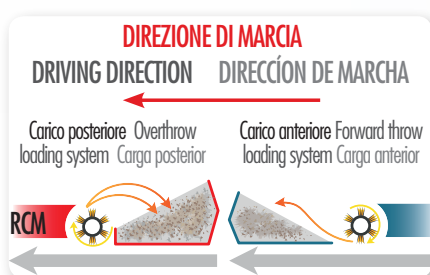 DIREZIONE DI MARCIA
DRIVING DIRECTION DIRECCÍON DE MARCHA
Carico posteriore Overthrow
loading system Carga posterior
Carico anteriore Forward throw
loading system Carga anterior
RCM